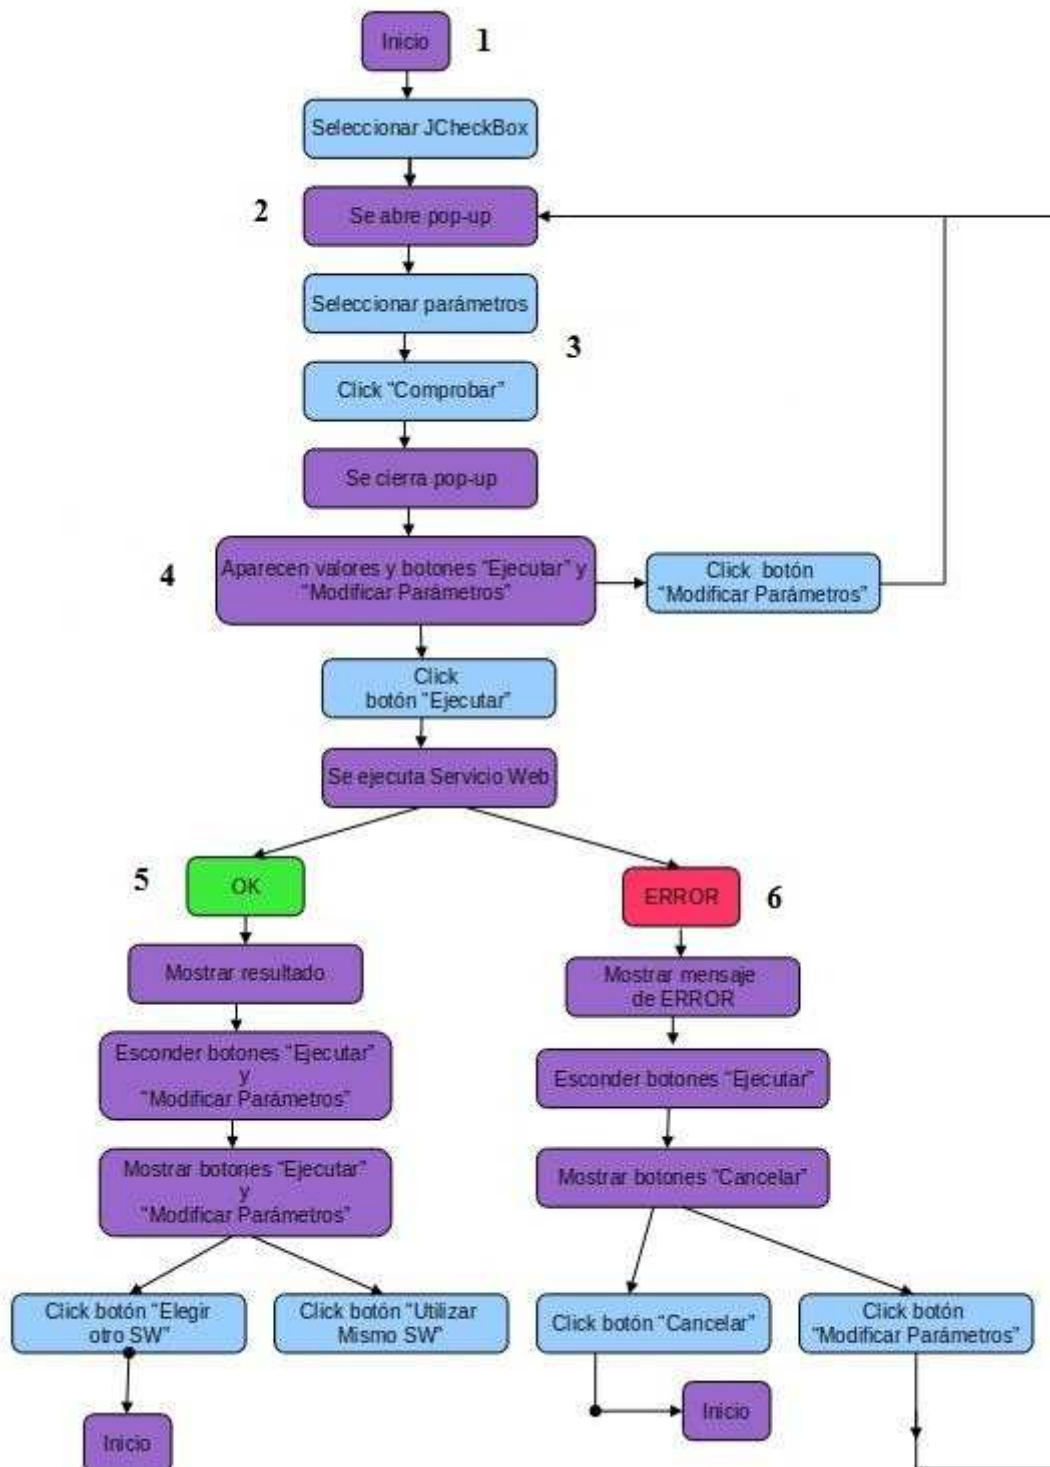 Inicio
1
Seleccionar JCheckBox
2
Se abre pop-up
Seleccionar parámetros
3
Click “Comprobar”
Se cierra pop-up
4
Aparecen valores y botones “Ejecutar” y
“Modificar Parámetros”
Click botón
“Modificar Parámetros”
Click
botón “Ejecutar”
Se ejecuta Servicio Web
5
OK
ERROR
6
Mostrar resultado
Mostrar mensaje
de ERROR
Esconder botones “Ejecutar”
y
“Modificar Parámetros”
Esconder botones “Ejecutar”
Mostrar botones “Ejecutar”
y
“Modificar Parámetros”
Mostrar botones “Cancelar”
Click botón “Elegir
otro SW”
Click botón “Utilizar
Mismo SW”
Click botón “Cancelar”
Click botón
“Modificar Parámetros”
Inicio
Inicio